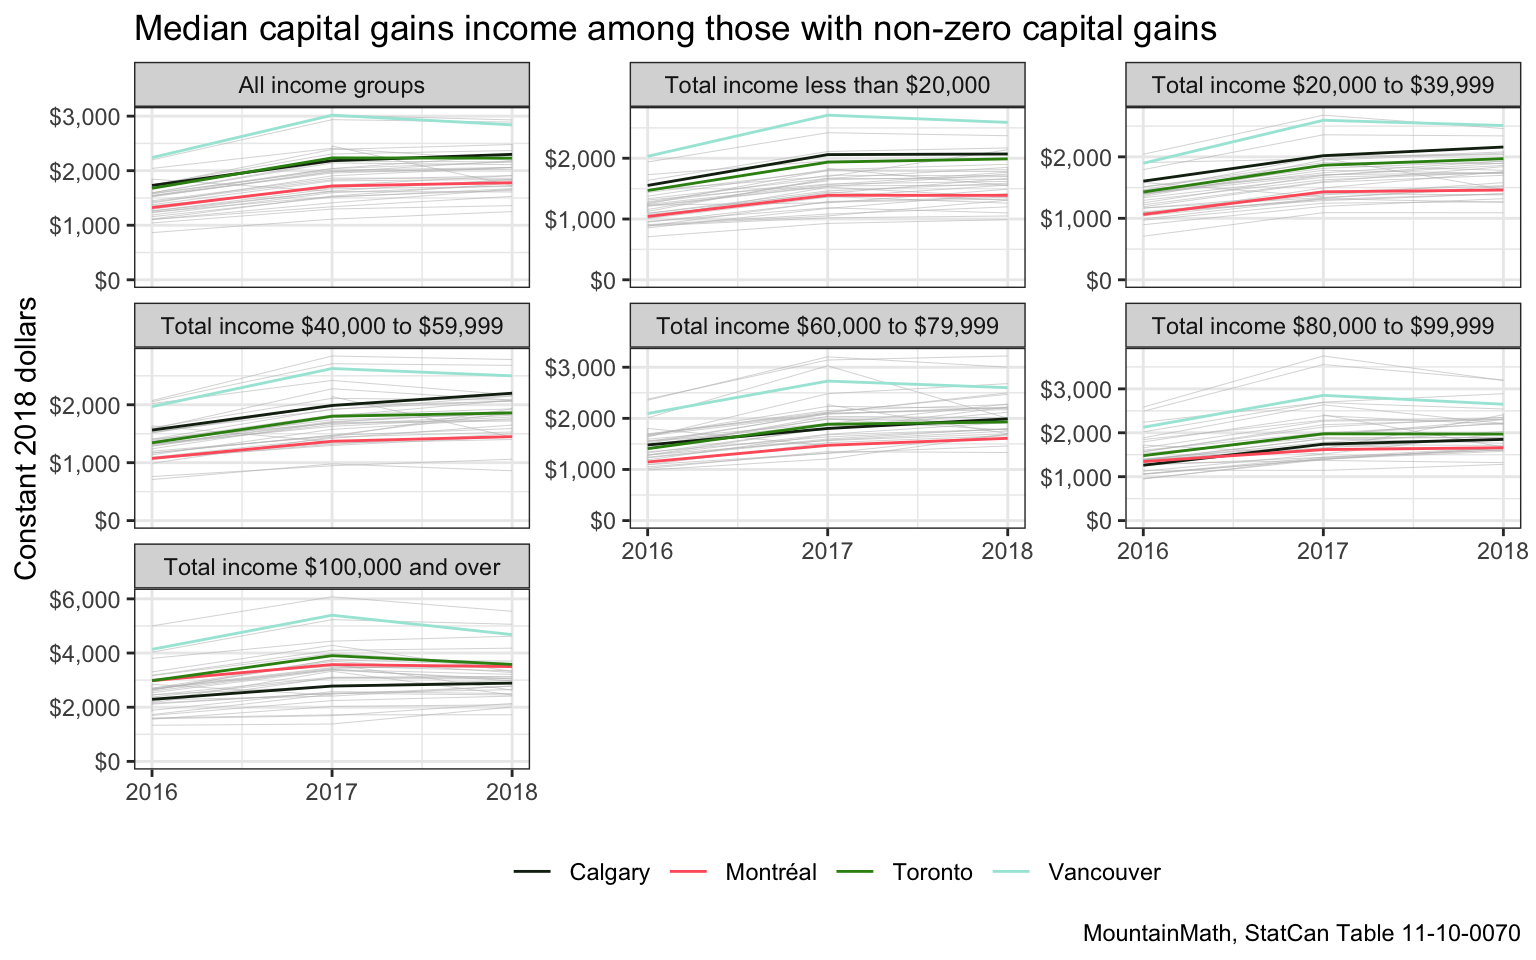 Median capital gains income among those with non-zero capital gains
Constant 2018 dollars
All income groups
$3,000
$2,000
$1,000
$0
Total income less than $20,000
$2,000
$1,000
$0
Total income $20,000 to $39,999
$2,000
$1,000
$0
Total income $40,000 to $59,999
$2,000
$1,000
$0
Total income $60,000 to $79,999
$3,000
$2,000
$1,000
$0
2016 2017 2018
Total income $80,000 to $99,999
$3,000
$2,000
$1,000
$0
2016 2017 2018
Total income $100,000 and over
$6,000
$4,000
$2,000
$0
2016 2017 2018
Calgary Montréal Toronto Vancouver
MountainMath, StatCan Table 11-10-0070